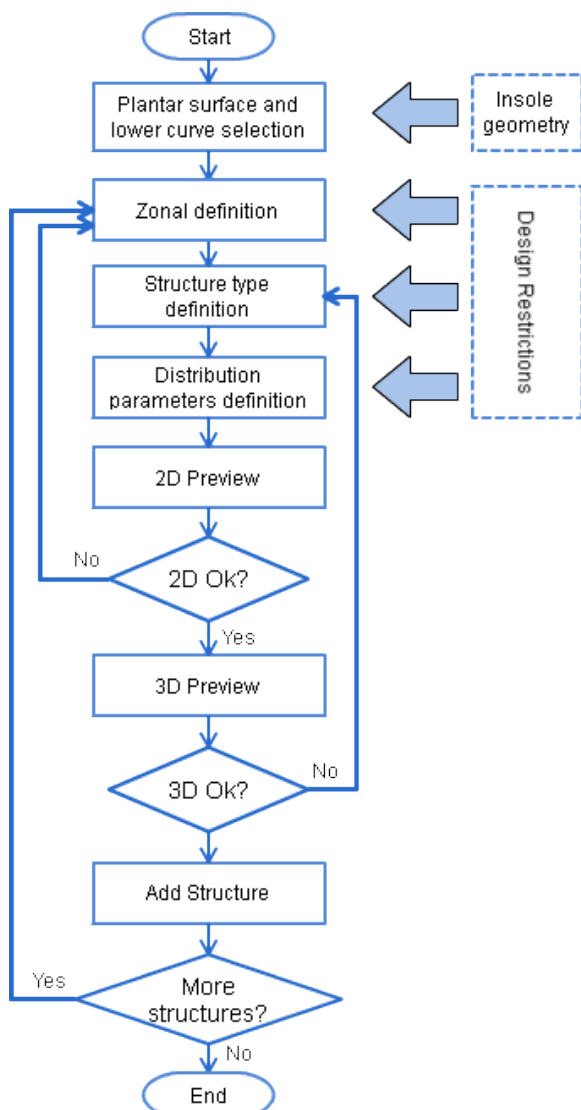 Start
Plantar surface and
lower curve selection
Insole
geometry
Zonal definition
Design Restrictions
Structure type
definition
Distribution
parameters definition
2D Preview
No
2D Ok?
Yes
3D Preview
No
3D Ok?
Add Structure
Yes
More
structures?
No
End